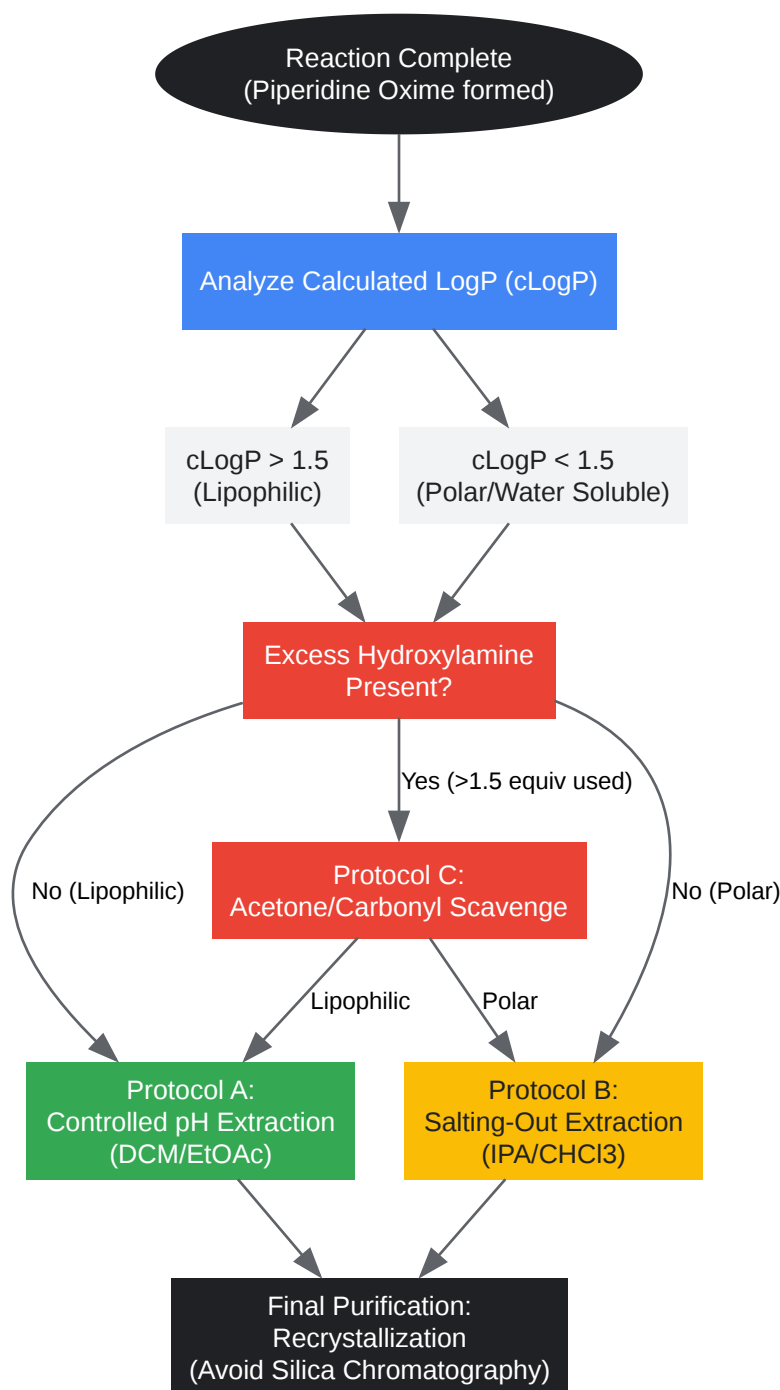 Reaction Complete
(Piperidine Oxime formed)
Analyze Calculated LogP (cLogP)
cLogP > 1.5
(Lipophilic)
cLogP < 1.5
(Polar/Water Soluble)
Excess Hydroxylamine
Present?
Yes (>1.5 equiv used)
No (Lipophilic)
Protocol C:
Acetone/Carbonyl Scavenge
No (Polar)
Lipophilic
Polar
Protocol A:
Controlled pH Extraction
(DCM/EtOAc)
Protocol B:
Salting-Out Extraction
(IPA/CHCl3)
Final Purification:
Recrystallization
(Avoid Silica Chromatography)